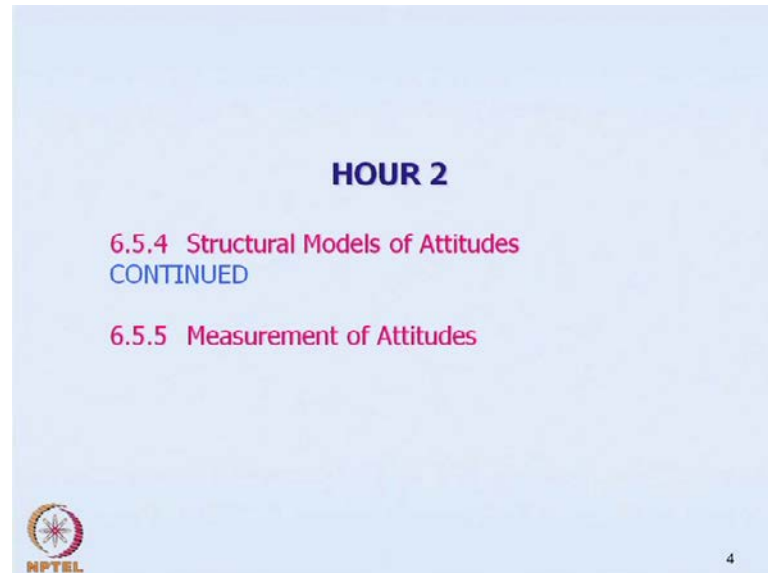 HOUR 2
6.5.4 Structural Models of Attitudes
CONTINUED
6.5.5 Measurement of Attitudes
NPTEL
4